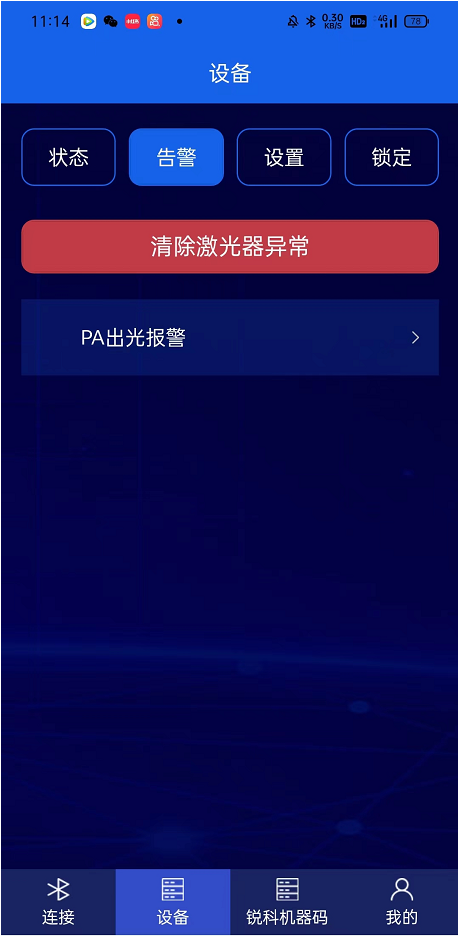 11:14
0.30
KB/S
HD2
4G
78
设备
状态
告警
设置
锁定
清除激光器异常
PA出光报警
连接
设备
锐科机器码
我的